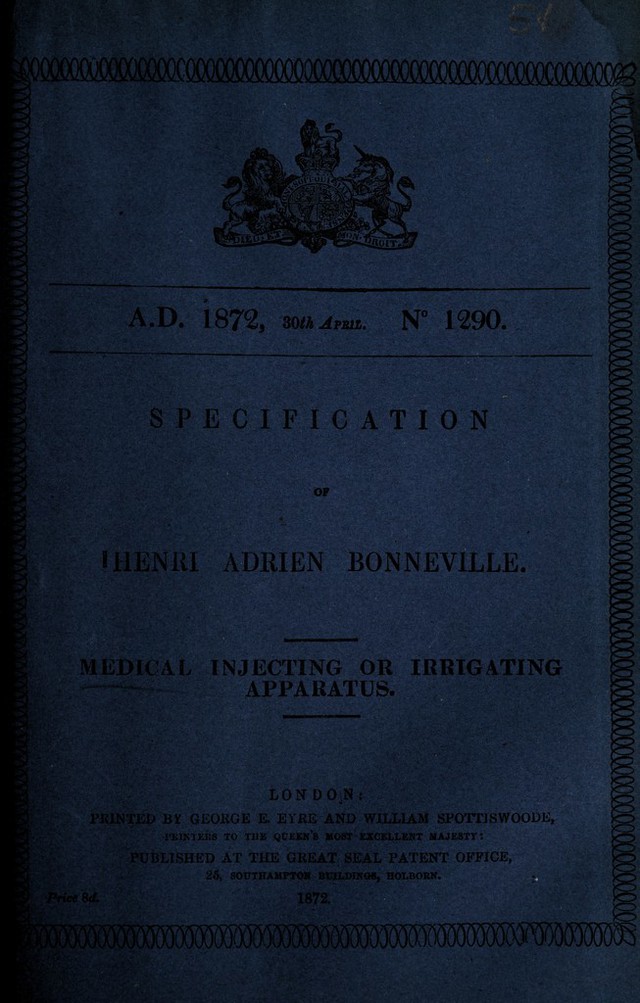 A.D. 1872, 30th APRIL. N° 1290.
SPECIFICATION
OF
HENRI ADRIEN BONNEVILLE.
MEDICAL INJECTING OR IRRIGATING
APPARATUS.
LONDON:
PRINTED BY GEORGE E. EYRE AND WILLIAM SPOTTISWOODE,
PRINTERS TO THE QUEEN'S MOST EXCELLENT MAJESTY:
PUBLISHED AT THE GREAT SEAL PATENT OFFICE,
25, SOUTHAMPTON BUILDINGS, HOLBORN.
Price 8d. 1872.